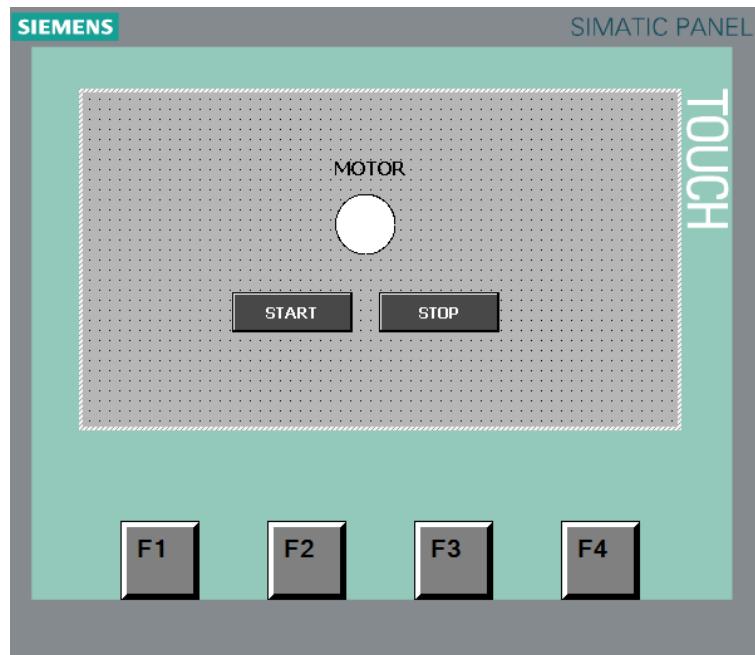 SIEMENS
SIMATIC PANEL
TOUCH
MOTOR
START
STOP
F1
F2
F3
F4